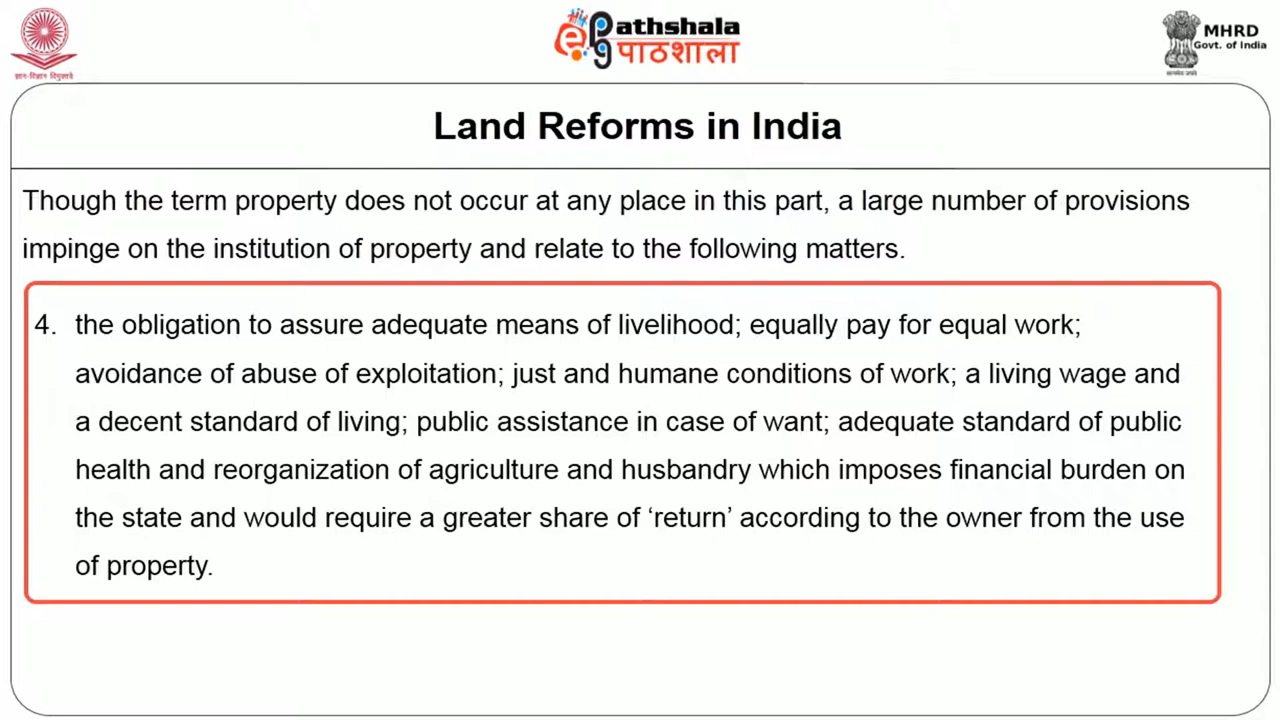 ज्ञान-विज्ञान विमुक्तये
ePathshala
पाठशाला
सत्यमेव जयते
MHRD
Govt. of India
Land Reforms in India
Though the term property does not occur at any place in this part, a large number of provisions
impinge on the institution of property and relate to the following matters.
4. the obligation to assure adequate means of livelihood; equally pay for equal work;
avoidance of abuse of exploitation; just and humane conditions of work; a living wage and
a decent standard of living; public assistance in case of want; adequate standard of public
health and reorganization of agriculture and husbandry which imposes financial burden on
the state and would require a greater share of ‘return’ according to the owner from the use
of property.